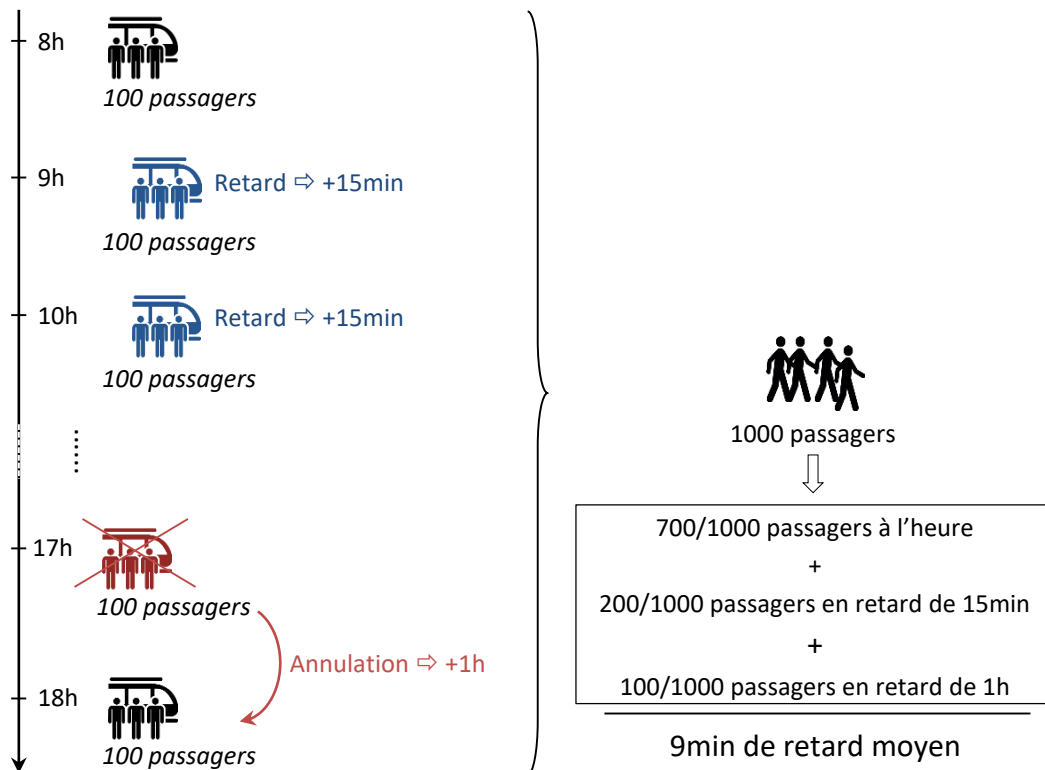 8h
100 passagers
9h
Retard ⇨ +15min
100 passagers
10h
Retard ⇨ +15min
100 passagers
......
17h
100 passagers
Annulation ⇨ +1h
18h
100 passagers
1000 passagers
700/1000 passagers à l’heure
+
200/1000 passagers en retard de 15min
+
100/1000 passagers en retard de 1h
9min de retard moyen